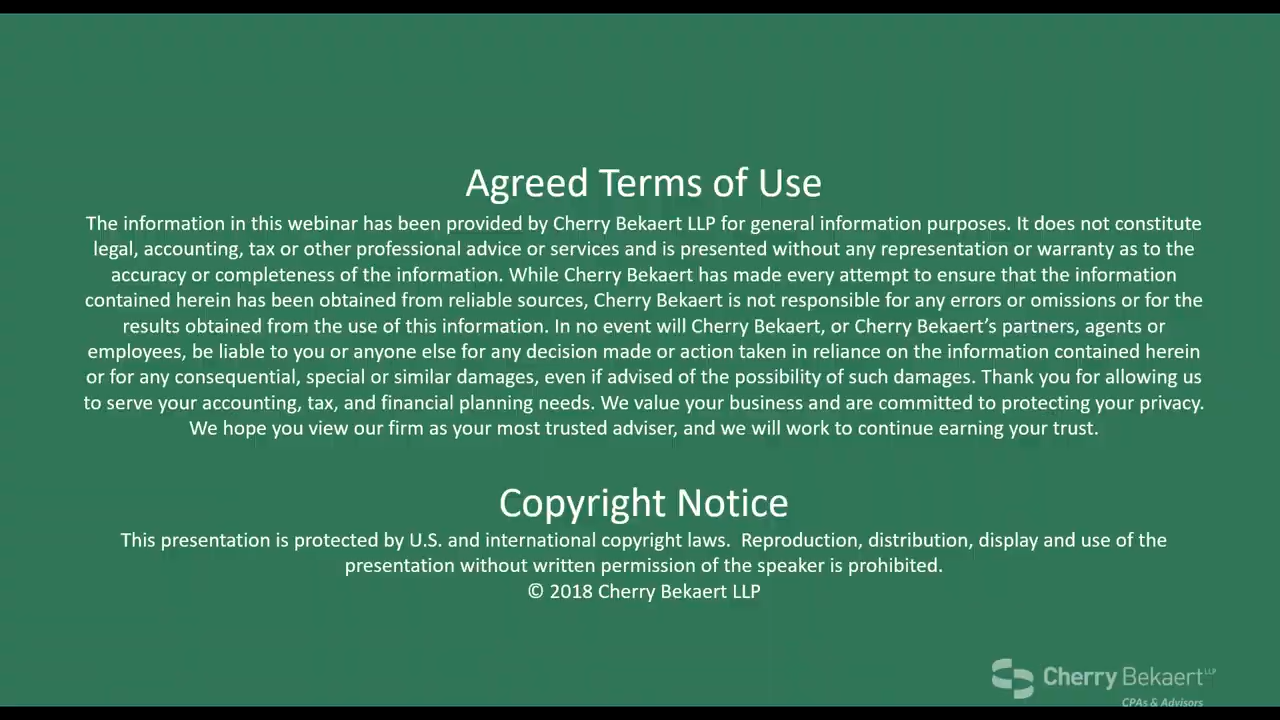 Agreed Terms of Use
The information in this webinar has been provided by Cherry Bekaert LLP for general information purposes. It does not constitute
legal, accounting, tax or other professional advice or services and is presented without any representation or warranty as to the
accuracy or completeness of the information. While Cherry Bekaert has made every attempt to ensure that the information
contained herein has been obtained from reliable sources, Cherry Bekaert is not responsible for any errors or omissions or for the
results obtained from the use of this information. In no event will Cherry Bekaert, or Cherry Bekaert’s partners, agents or
employees, be liable to you or anyone else for any decision made or action taken in reliance on the information contained herein
or for any consequential, special or similar damages, even if advised of the possibility of such damages. Thank you for allowing us
to serve your accounting, tax, and financial planning needs. We value your business and are committed to protecting your privacy.
We hope you view our firm as your most trusted adviser, and we will work to continue earning your trust.
Copyright Notice
This presentation is protected by U.S. and international copyright laws.  Reproduction, distribution, display and use of the
presentation without written permission of the speaker is prohibited.
© 2018 Cherry Bekaert LLP
Cherry Bekaert LLP
CPAs & Advisors